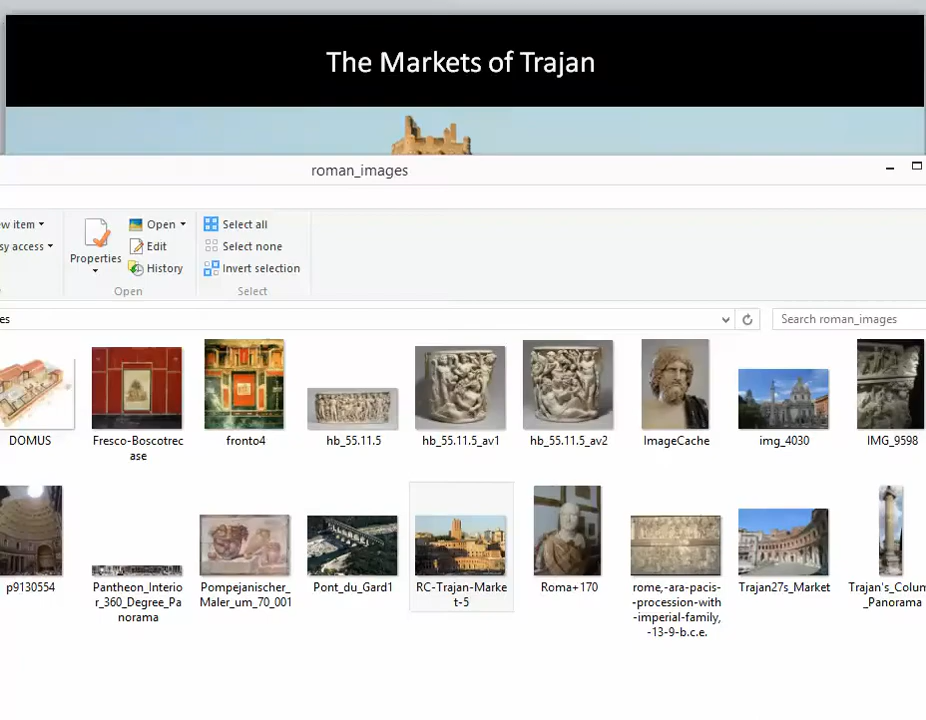 The Markets of Trajan
roman_images
w item
sy access
Properties
Open
Edit
History
Open
Select all
Select none
Invert selection
Select
es
Search roman_images
DOMUS
Fresco-Boscotrec
ase
fronto4
hb_55.11.5
hb_55.11.5_av1
hb_55.11.5_av2
ImageCache
img_4030
IMG_9598
p9130554
Pantheon_Interio
r_360_Degree_Pa
norama
Pompejanischer_
Maler_um_70_001
Pont_du_Gard1
RC-Trajan-Marke
t-5
Roma+170
rome,-ara-pacis-
-procession-with
-imperial-family,
-13-9-b.c.e.
Trajan27s_Market
Trajan's_Colum
_Panorama